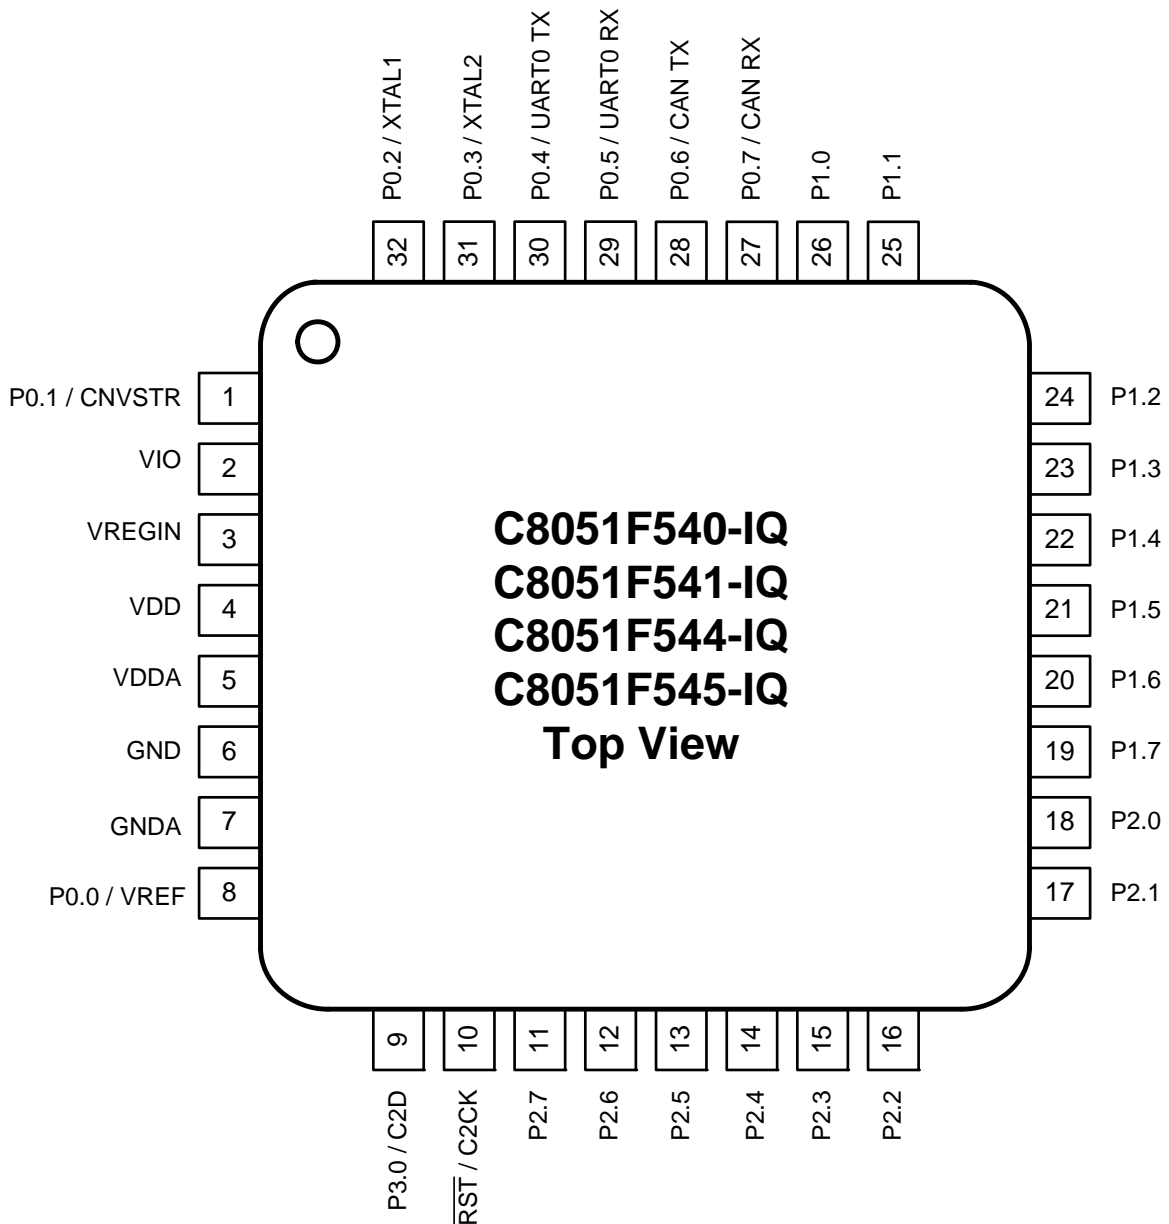 P0.2 / XTAL1
P0.3 / XTAL2
P0.4 / UART0 TX
P0.5 / UART0 RX
P0.6 / CAN TX
P0.7 / CAN RX
P1.0
P1.1
32
31
30
29
28
27
26
25
P0.1 / CNVSTR
1
VIO
2
VREGIN
3
VDD
4
VDDA
5
GND
6
GNDA
7
P0.0 / VREF
8
C8051F540-IQ
C8051F541-IQ
C8051F544-IQ
C8051F545-IQ
Top View
24
P1.2
23
P1.3
22
P1.4
21
P1.5
20
P1.6
19
P1.7
18
P2.0
17
P2.1
9
10
11
12
13
14
15
16
P3.0 / C2D
R̅S̅T̅ / C2CK
P2.7
P2.6
P2.5
P2.4
P2.3
P2.2